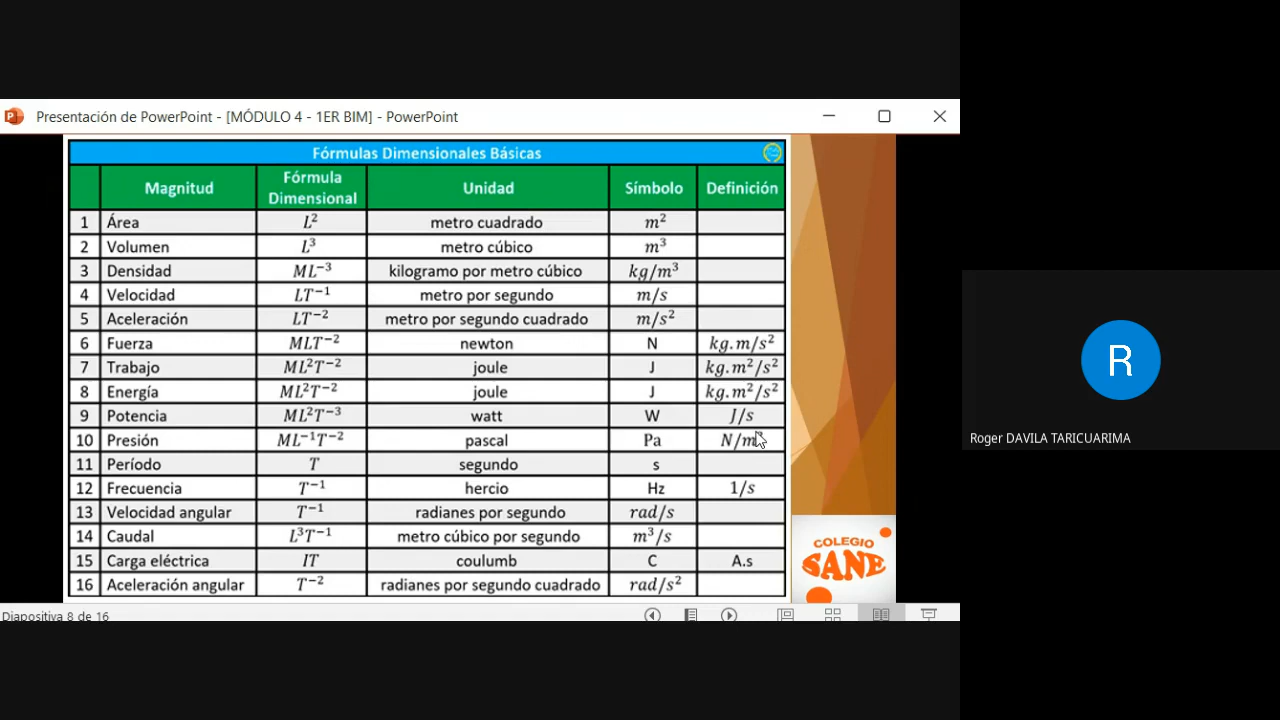 Presentación de PowerPoint - [MÓDULO 4 - 1ER BIM] - PowerPoint
Fórmulas Dimensionales Básicas
Magnitud Fórmula Dimensional Unidad Símbolo Definición
1 Área L² metro cuadrado m²
2 Volumen L³ metro cúbico m³
3 Densidad ML⁻³ kilogramo por metro cúbico kg/m³
4 Velocidad LT⁻¹ metro por segundo m/s
5 Aceleración LT⁻² metro por segundo cuadrado m/s²
6 Fuerza MLT⁻² newton N kg.m/s²
7 Trabajo ML²T⁻² joule J kg.m²/s²
8 Energía ML²T⁻² joule J kg.m²/s²
9 Potencia ML²T⁻³ watt W J/s
10 Presión ML⁻¹T⁻² pascal Pa N/m²
11 Período T segundo s
12 Frecuencia T⁻¹ hercio Hz 1/s
13 Velocidad angular T⁻¹ radianes por segundo rad/s
14 Caudal L³T⁻¹ metro cúbico por segundo m³/s
15 Carga eléctrica IT coulumb C A.s
16 Aceleración angular T⁻² radianes por segundo cuadrado rad/s²
COLEGIO
SANE
Diapositiva 8 de 16
R
Roger DAVILA TARICUARIMA